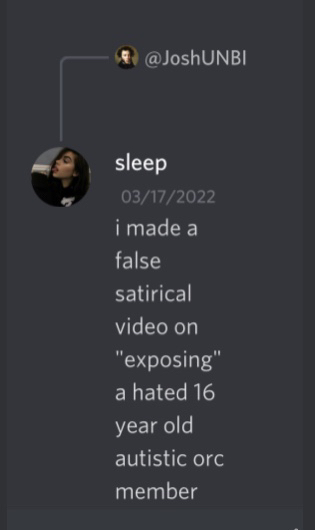 @JoshUNBI
sleep
03/17/2022
i made a
false
satirical
video on
"exposing"
a hated 16
year old
autistic orc
member